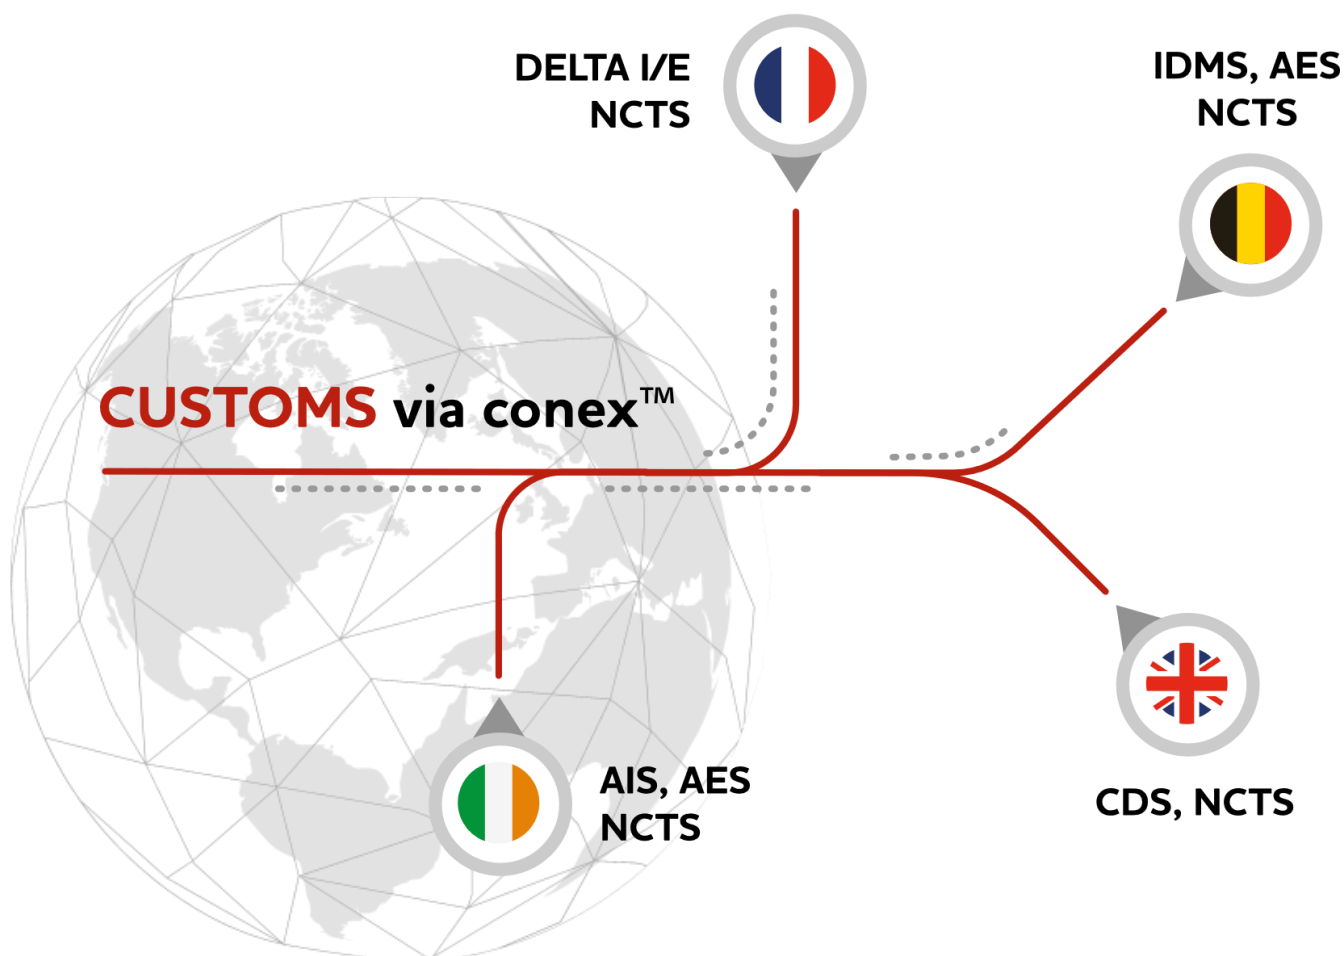 DELTA I/E
NCTS
IDMS, AES
NCTS
CUSTOMS via conex™
AIS, AES
NCTS
CDS, NCTS